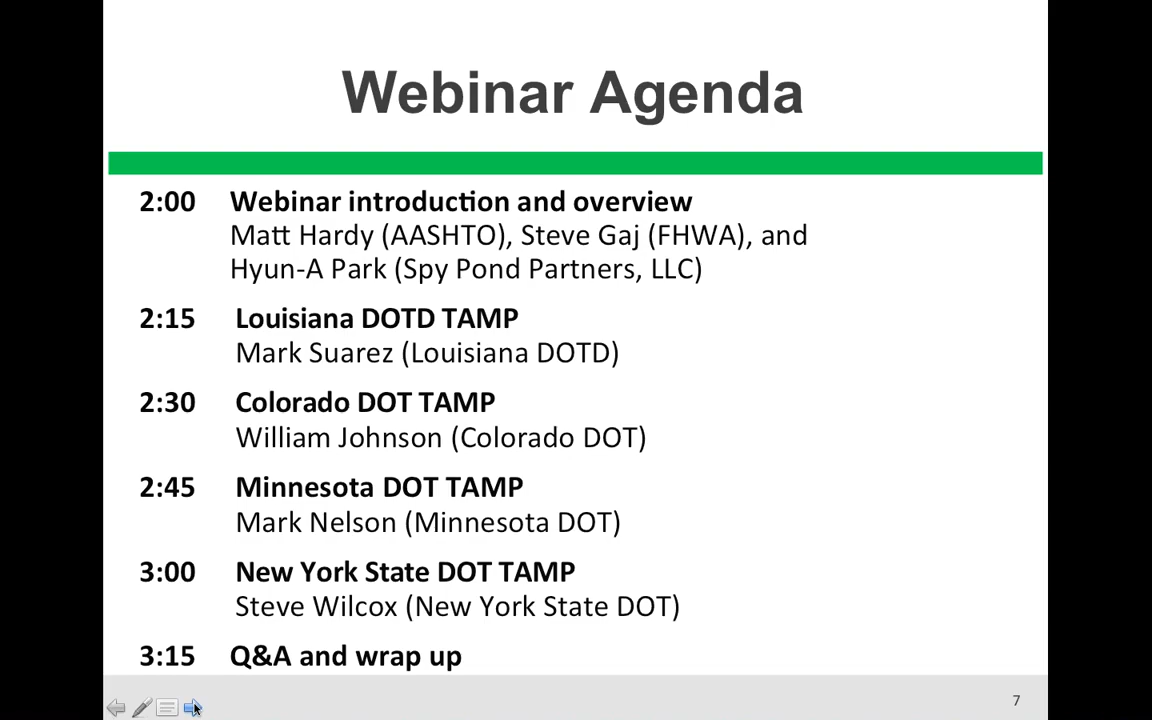 Webinar Agenda
2:00 Webinar introduction and overview
Matt Hardy (AASHTO), Steve Gaj (FHWA), and
Hyun-A Park (Spy Pond Partners, LLC)
2:15 Louisiana DOTD TAMP
Mark Suarez (Louisiana DOTD)
2:30 Colorado DOT TAMP
William Johnson (Colorado DOT)
2:45 Minnesota DOT TAMP
Mark Nelson (Minnesota DOT)
3:00 New York State DOT TAMP
Steve Wilcox (New York State DOT)
3:15 Q&A and wrap up
7